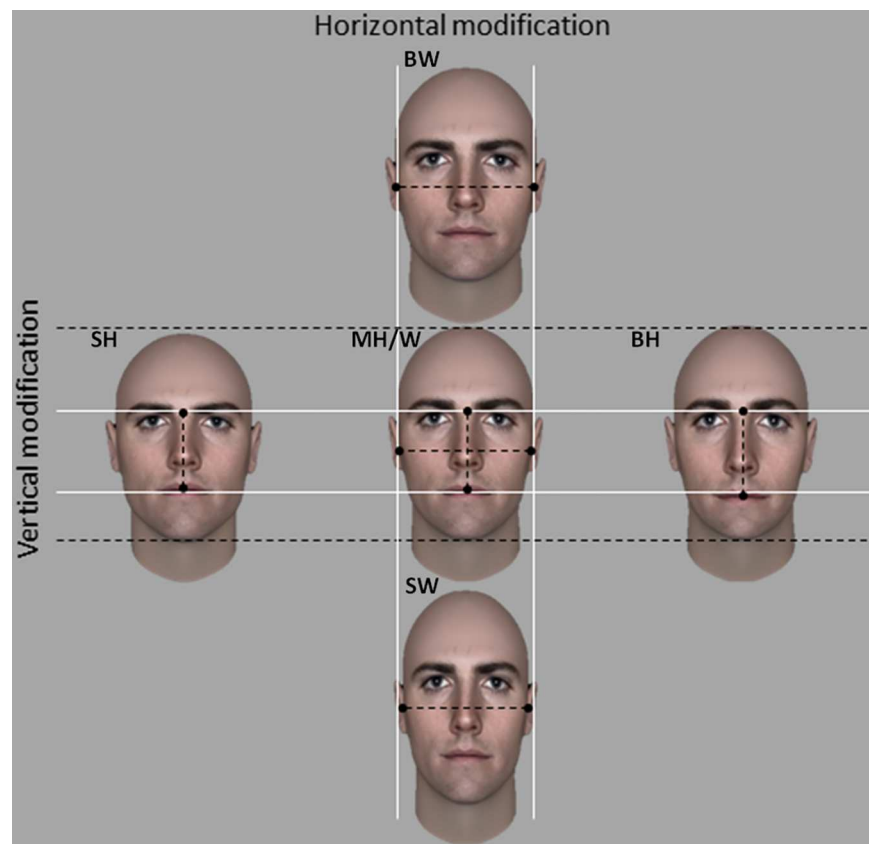 Horizontal modification
BW
Vertical modification
SH
MH/W
BH
SW